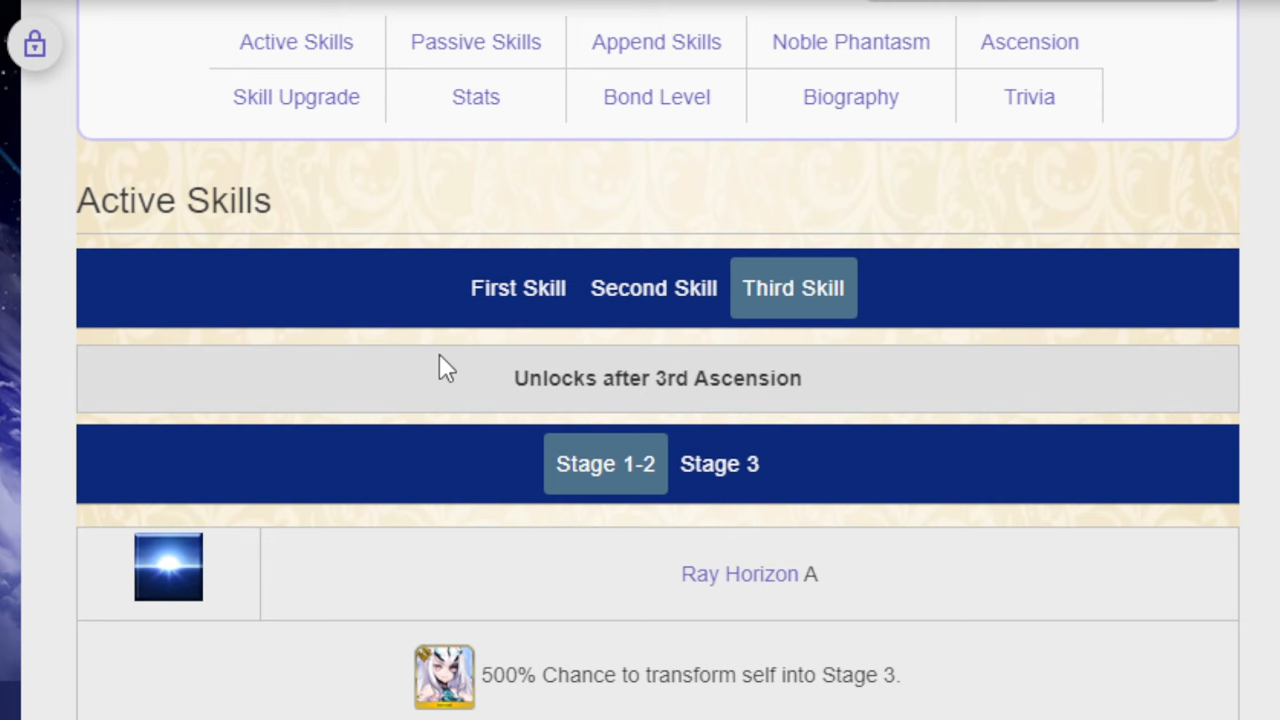 Active Skills Passive Skills Append Skills Noble Phantasm Ascension
Skill Upgrade Stats Bond Level Biography Trivia
Active Skills
First Skill Second Skill Third Skill
Unlocks after 3rd Ascension
Stage 1-2 Stage 3
Ray Horizon A
500% Chance to transform self into Stage 3.